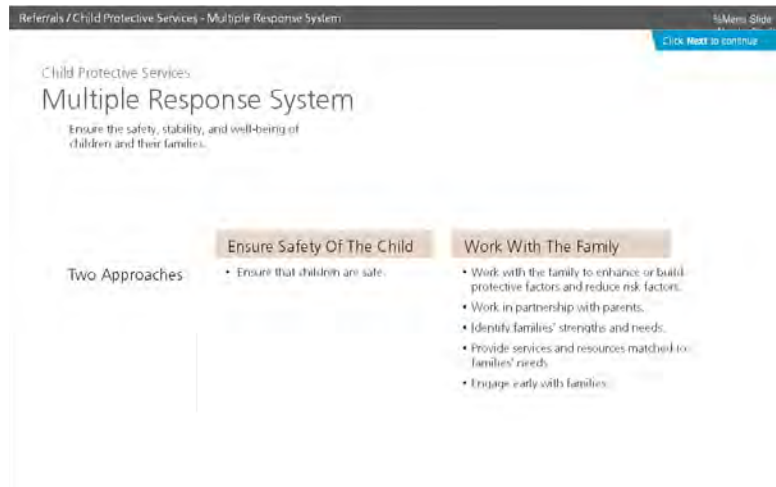 Referrals / Child Protective Services - Multiple Response System
%Menu Slide
Click Next to continue
Child Protective Services
Multiple Response System
Ensure the safety, stability, and well-being of
children and their families.
Ensure Safety Of The Child
Work With The Family
Two Approaches
• Ensure that children are safe.
• Work with the family to enhance or build
protective factors and reduce risk factors.
• Work in partnership with parents.
• Identify families' strengths and needs.
• Provide services and resources matched to
families' needs
• Engage early with families.